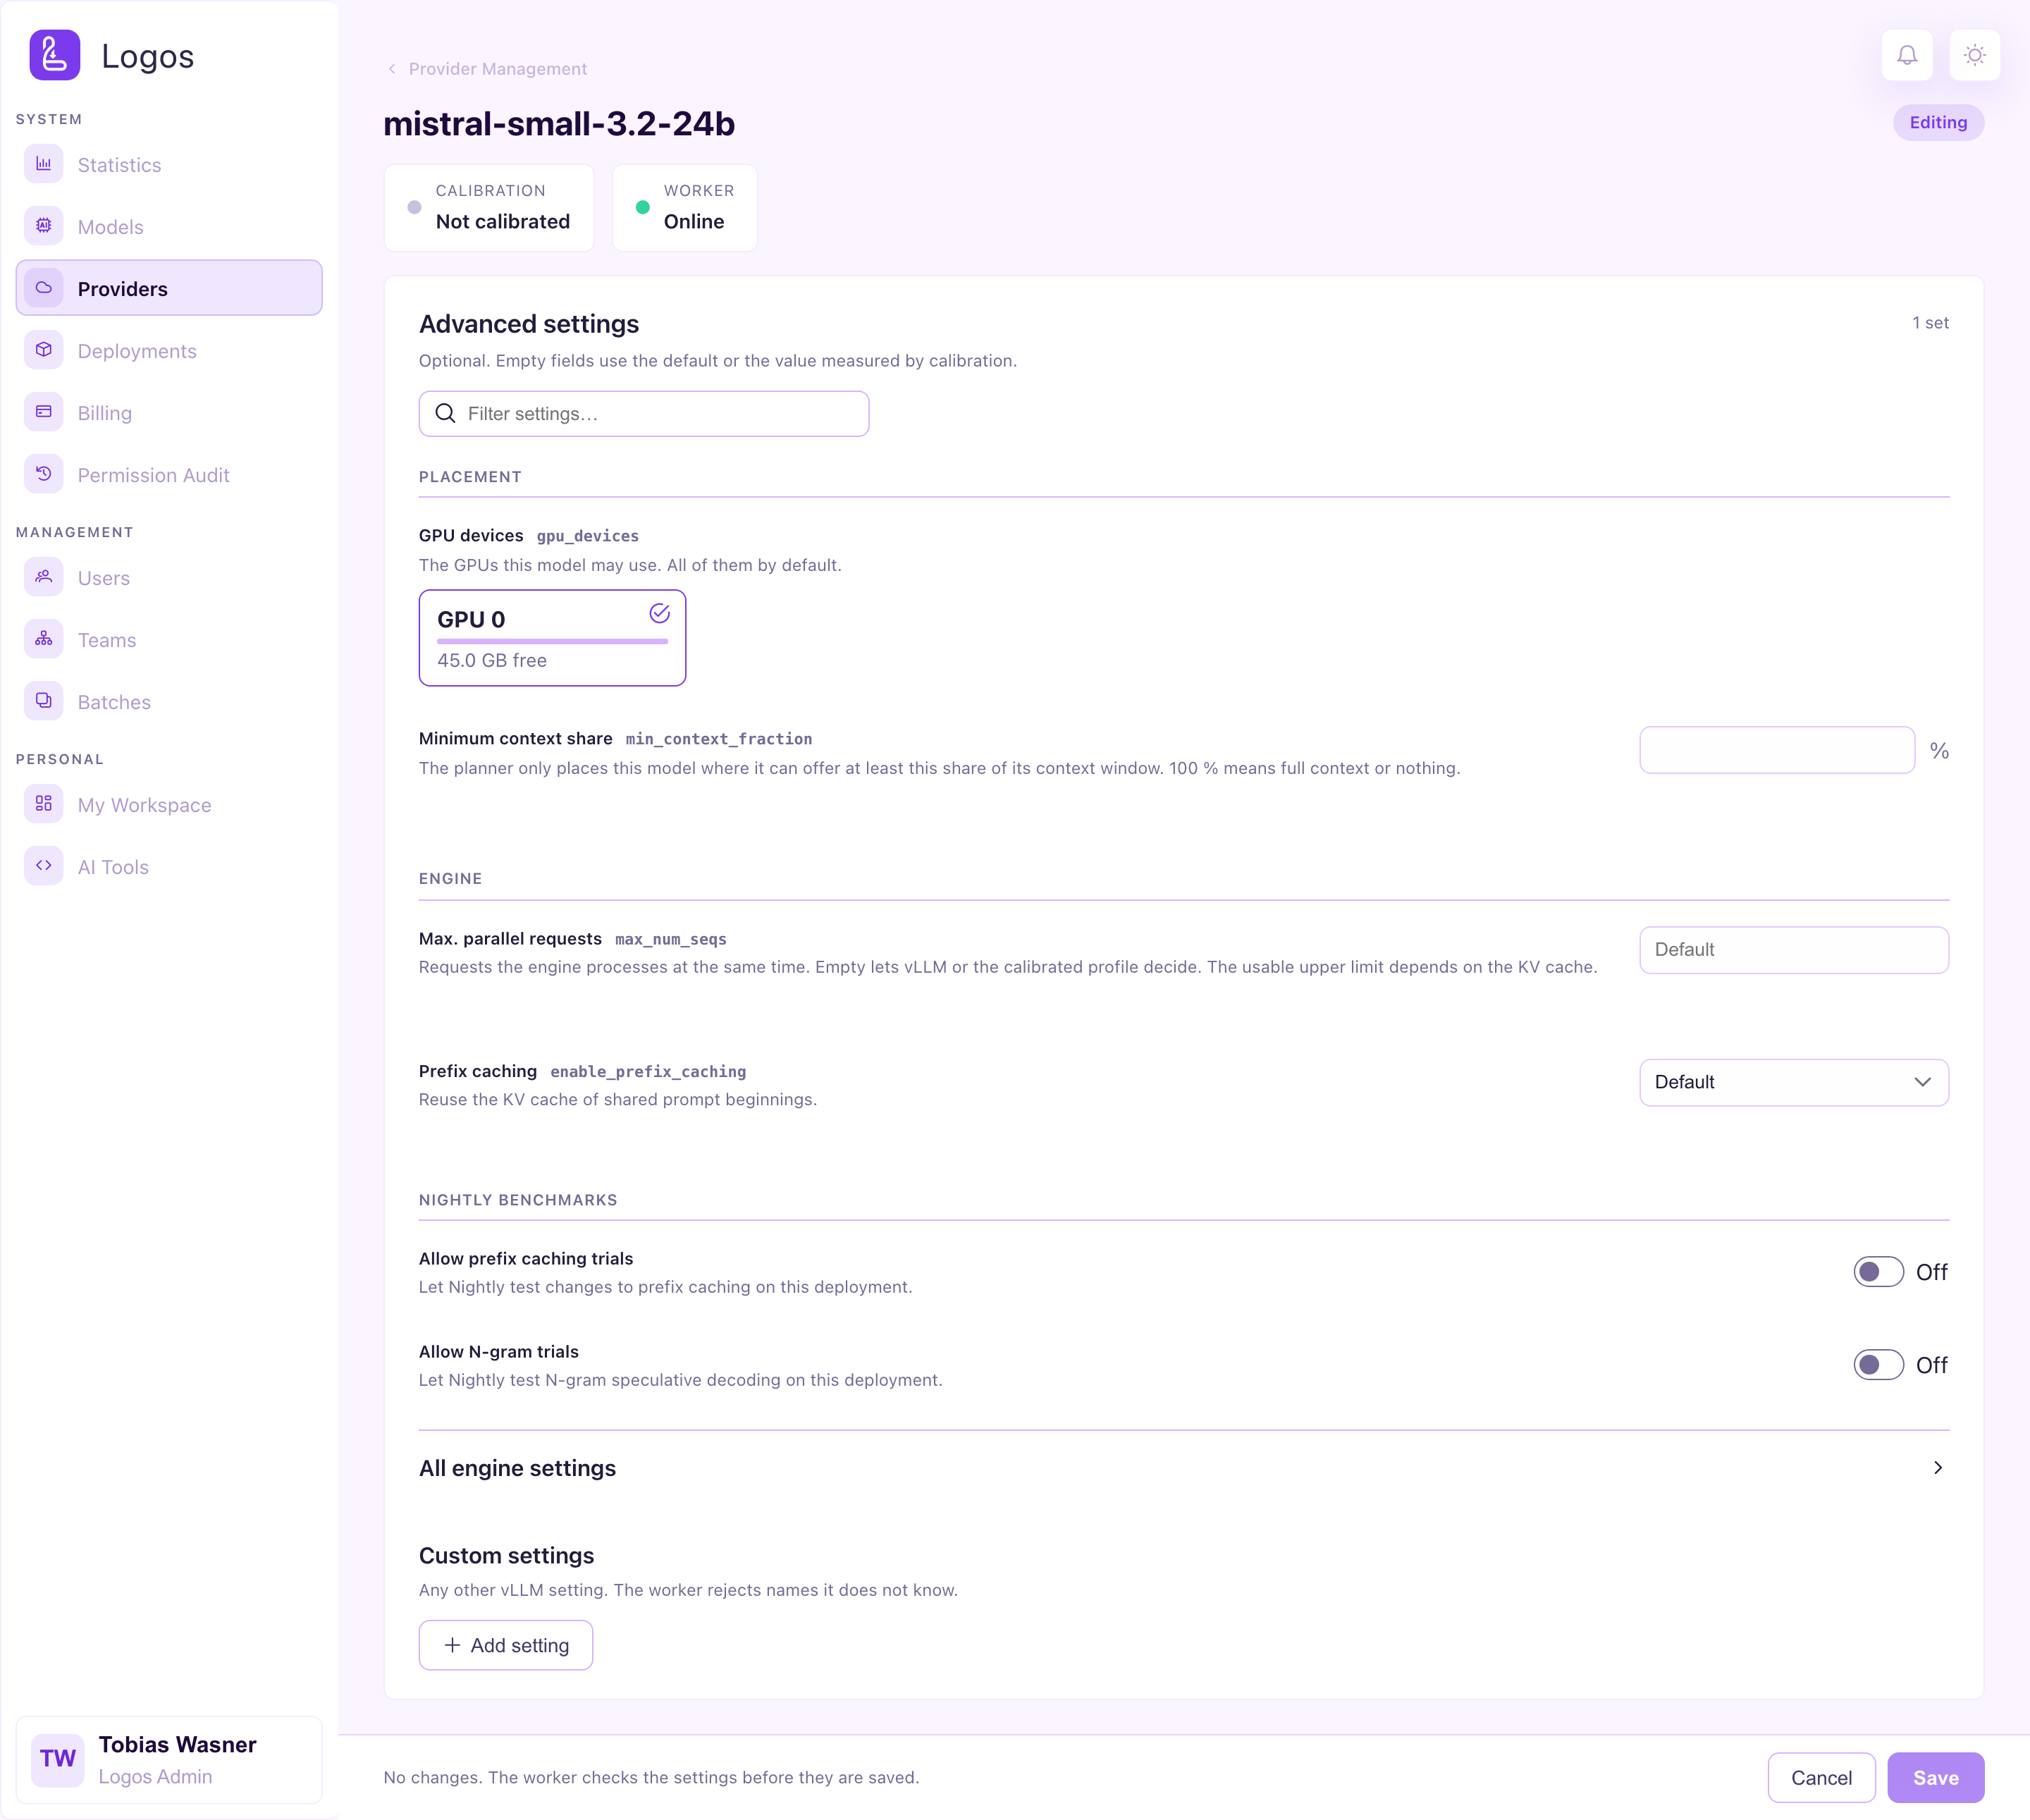 Logos
SYSTEM
Statistics
Models
Providers
Deployments
Billing
Permission Audit
MANAGEMENT
Users
Teams
Batches
PERSONAL
My Workspace
AI Tools
TW
Tobias Wasner
Logos Admin
Provider Management
mistral-small-3.2-24b
Editing
CALIBRATION
Not calibrated
WORKER
Online
Advanced settings
1 set
Optional. Empty fields use the default or the value measured by calibration.
Filter settings…
PLACEMENT
GPU devices gpu_devices
The GPUs this model may use. All of them by default.
GPU 0
45.0 GB free
Minimum context share min_context_fraction
The planner only places this model where it can offer at least this share of its context window. 100 % means full context or nothing.
%
ENGINE
Max. parallel requests max_num_seqs
Requests the engine processes at the same time. Empty lets vLLM or the calibrated profile decide. The usable upper limit depends on the KV cache.
Default
Prefix caching enable_prefix_caching
Reuse the KV cache of shared prompt beginnings.
Default
NIGHTLY BENCHMARKS
Allow prefix caching trials
Let Nightly test changes to prefix caching on this deployment.
Off
Allow N-gram trials
Let Nightly test N-gram speculative decoding on this deployment.
Off
All engine settings
Custom settings
Any other vLLM setting. The worker rejects names it does not know.
Add setting
No changes. The worker checks the settings before they are saved.
Cancel
Save